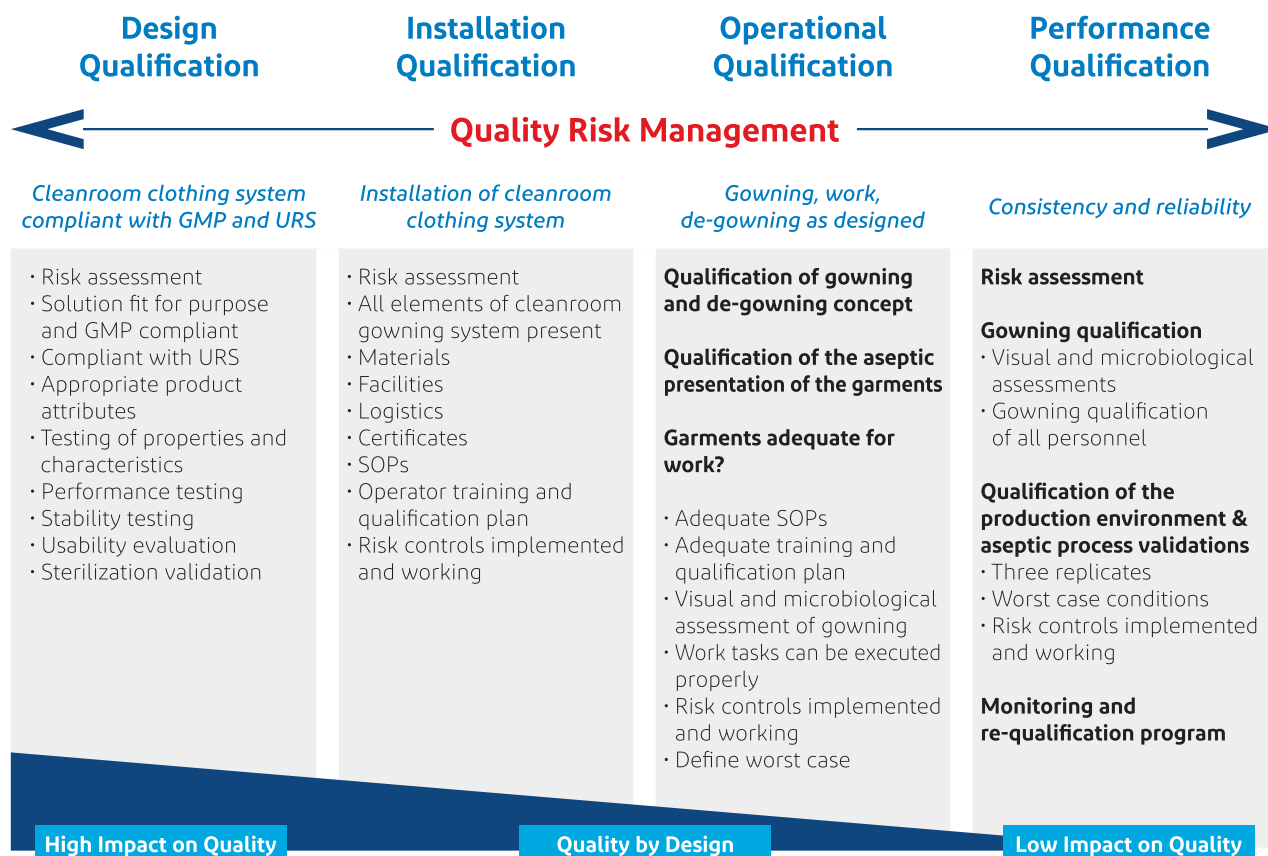 Design
Qualification
Installation
Qualification
Operational
Qualification
Performance
Qualification
Quality Risk Management
Cleanroom clothing system
compliant with GMP and URS
Installation of cleanroom
clothing system
Gowning, work,
de-gowning as designed
Consistency and reliability
· Risk assessment
· Solution fit for purpose
and GMP compliant
· Compliant with URS
· Appropriate product
attributes
· Testing of properties and
characteristics
· Performance testing
· Stability testing
· Usability evaluation
· Sterilization validation
· Risk assessment
· All elements of cleanroom
gowning system present
· Materials
· Facilities
· Logistics
· Certificates
· SOPs
· Operator training and
qualification plan
· Risk controls implemented
and working
Qualification of gowning
and de-gowning concept
Qualification of the aseptic
presentation of the garments
Garments adequate for
work?
· Adequate SOPs
· Adequate training and
qualification plan
· Visual and microbiological
assessment of gowning
· Work tasks can be executed
properly
· Risk controls implemented
and working
· Define worst case
Risk assessment
Gowning qualification
· Visual and microbiological
assessments
· Gowning qualification
of all personnel
Qualification of the
production environment &
aseptic process validations
· Three replicates
· Worst case conditions
· Risk controls implemented
and working
Monitoring and
re-qualification program
High Impact on Quality
Quality by Design
Low Impact on Quality